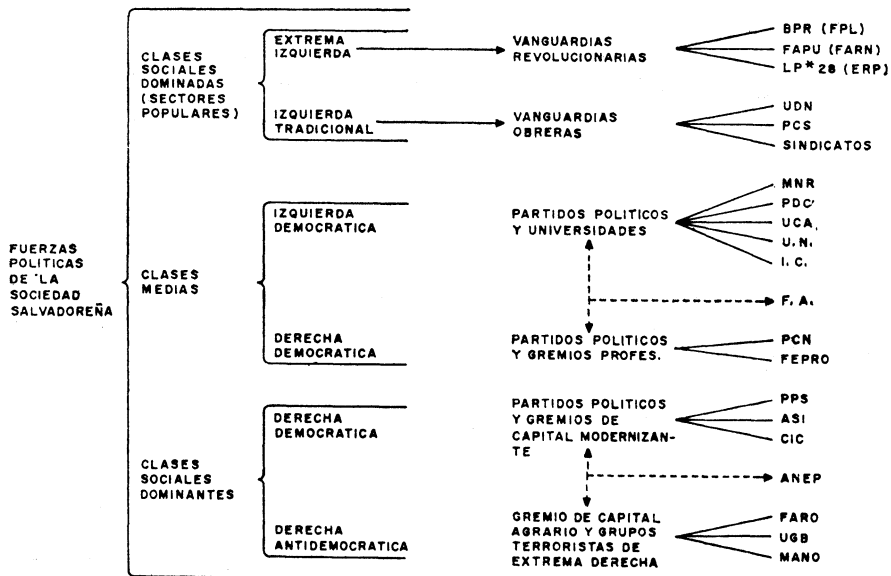 FUERZAS
POLITICAS
DE LA
SOCIEDAD
SALVADOREÑA
CLASES
SOCIALES
DOMINADAS
(SECTORES
POPULARES)
EXTREMA
IZQUIERDA
VANGUARDIAS
REVOLUCIONARIAS
BPR (FPL)
FAPU (FARN)
LP*28 (ERP)
IZQUIERDA
TRADICIONAL
VANGUARDIAS
OBRERAS
UDN
PCS
SINDICATOS
CLASES
MEDIAS
IZQUIERDA
DEMOCRATICA
PARTIDOS POLITICOS
Y UNIVERSIDADES
MNR
PDC
UCA
U.N.
I.C.
F.A.
DERECHA
DEMOCRATICA
PARTIDOS POLITICOS
Y GREMIOS PROFES.
PCN
FEPRO
CLASES
SOCIALES
DOMINANTES
DERECHA
DEMOCRATICA
PARTIDOS POLITICOS
Y GREMIOS DE
CAPITAL MODERNIZAN-
TE
PPS
ASI
CIC
ANEP
DERECHA
ANTIDEMOCRATICA
GREMIO DE CAPITAL
AGRARIO Y GRUPOS
TERRORISTAS DE
EXTREMA DERECHA
FARO
UGB
MANO